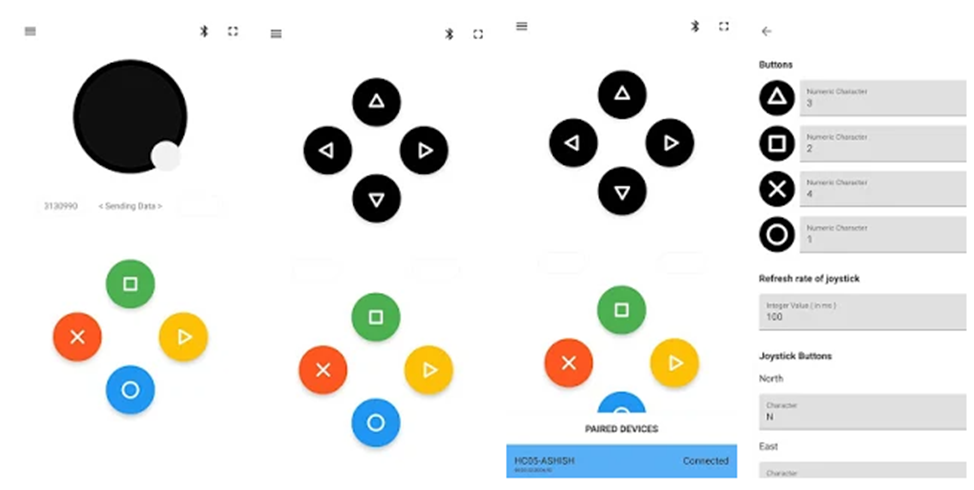 3130990
< Sending Data >
PAIRED DEVICES
HC05-ASHISH
Connected
Buttons
Numeric Character
3
Numeric Character
2
Numeric Character
4
Numeric Character
1
Refresh rate of joystick
Integer Value ( in ms )
100
Joystick Buttons
North
Character
N
East
Character